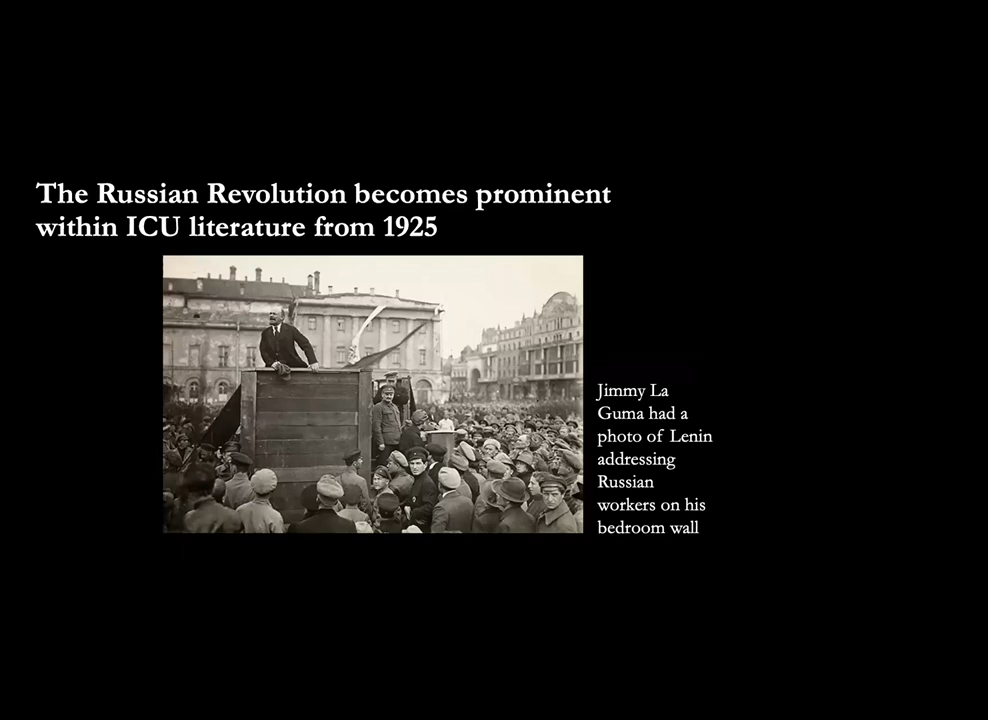 The Russian Revolution becomes prominent
within ICU literature from 1925
Jimmy La
Guma had a
photo of Lenin
addressing
Russian
workers on his
bedroom wall